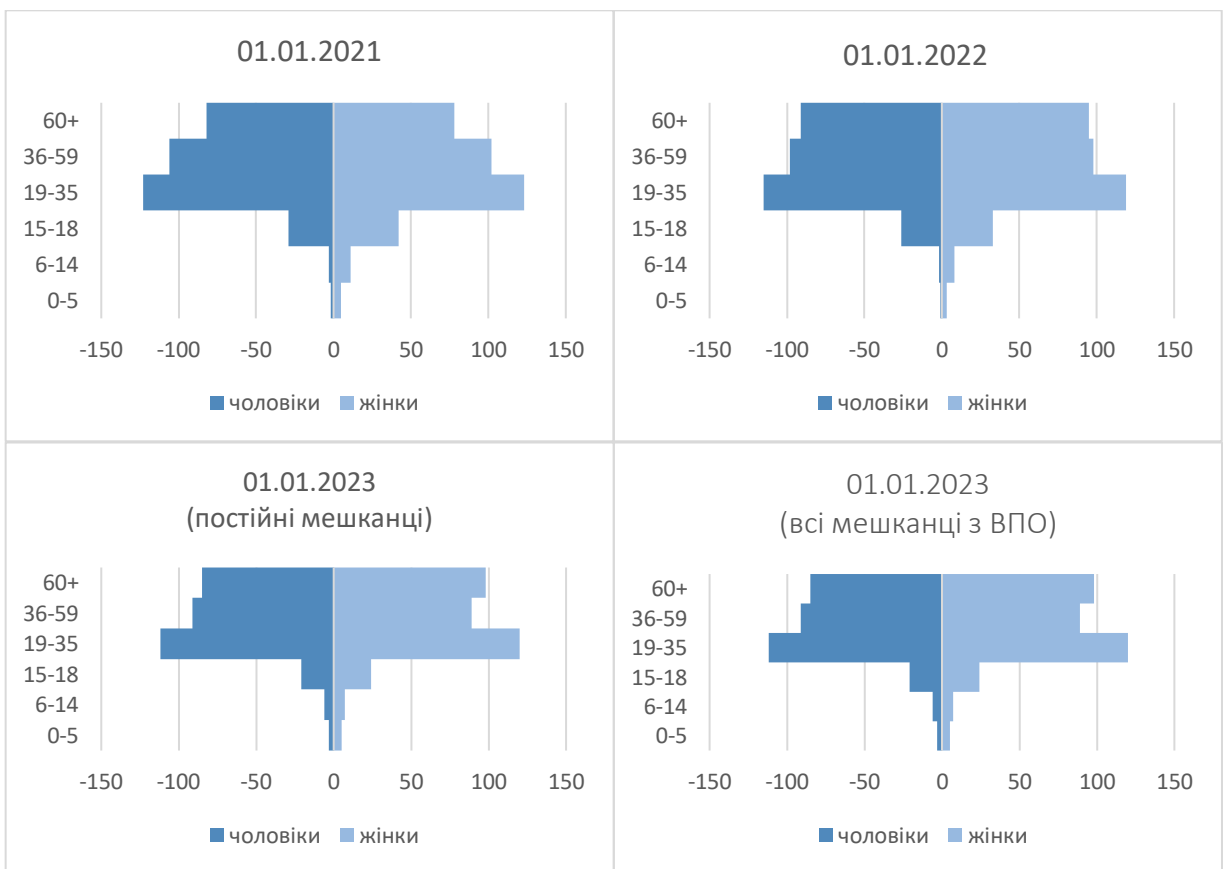 01.01.2021
60+
36-59
19-35
15-18
6-14
0-5
-150 -100 -50 0 50 100 150
чоловіки жінки
01.01.2022
60+
36-59
19-35
15-18
6-14
0-5
-150 -100 -50 0 50 100 150
чоловіки жінки
01.01.2023
(постійні мешканці)
60+
36-59
19-35
15-18
6-14
0-5
-150 -100 -50 0 50 100 150
чоловіки жінки
01.01.2023
(всі мешканці з ВПО)
60+
36-59
19-35
15-18
6-14
0-5
-150 -100 -50 0 50 100 150
чоловіки жінки